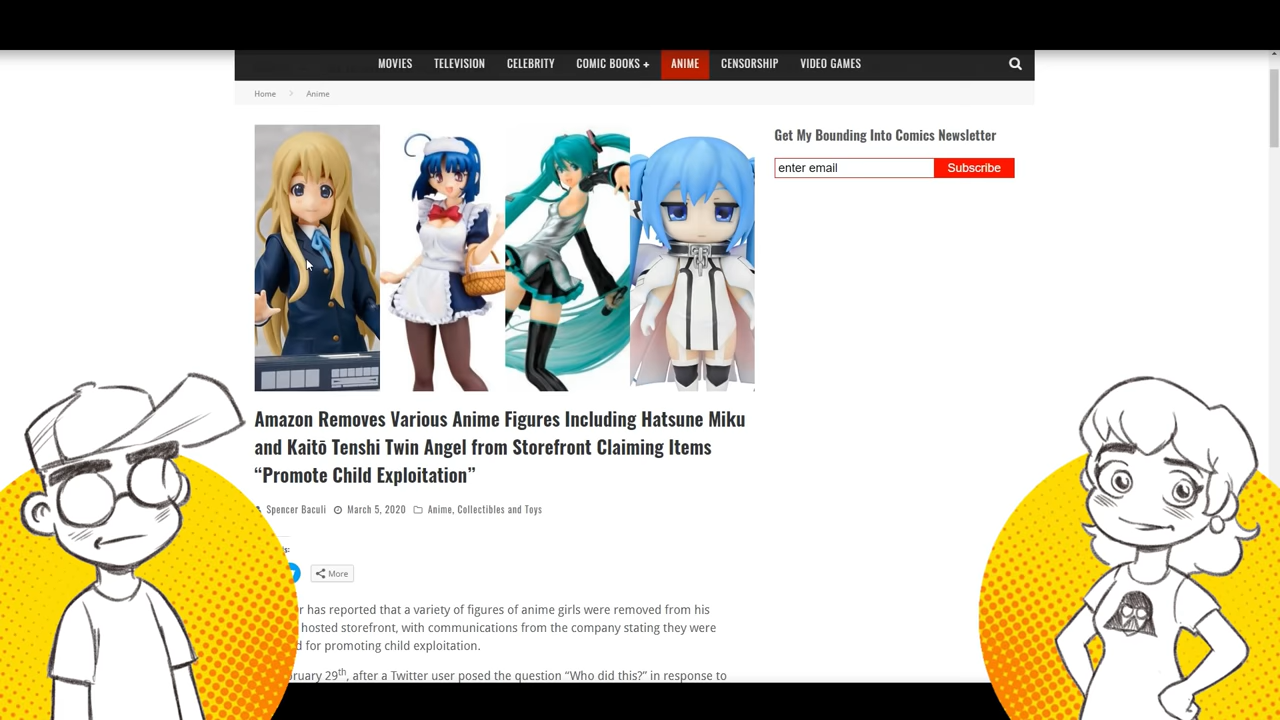 MOVIES TELEVISION CELEBRITY COMIC BOOKS + ANIME CENSORSHIP VIDEO GAMES
Home > Anime
Get My Bounding Into Comics Newsletter
enter email Subscribe
Amazon Removes Various Anime Figures Including Hatsune Miku
and Kaitō Tenshi Twin Angel from Storefront Claiming Items
“Promote Child Exploitation”
Spencer Baculi March 5, 2020 Anime, Collectibles and Toys
More
has reported that a variety of figures of anime girls were removed from his
hosted storefront, with communications from the company stating they were
for promoting child exploitation.
29th, after a Twitter user posed the question “Who did this?” in response to